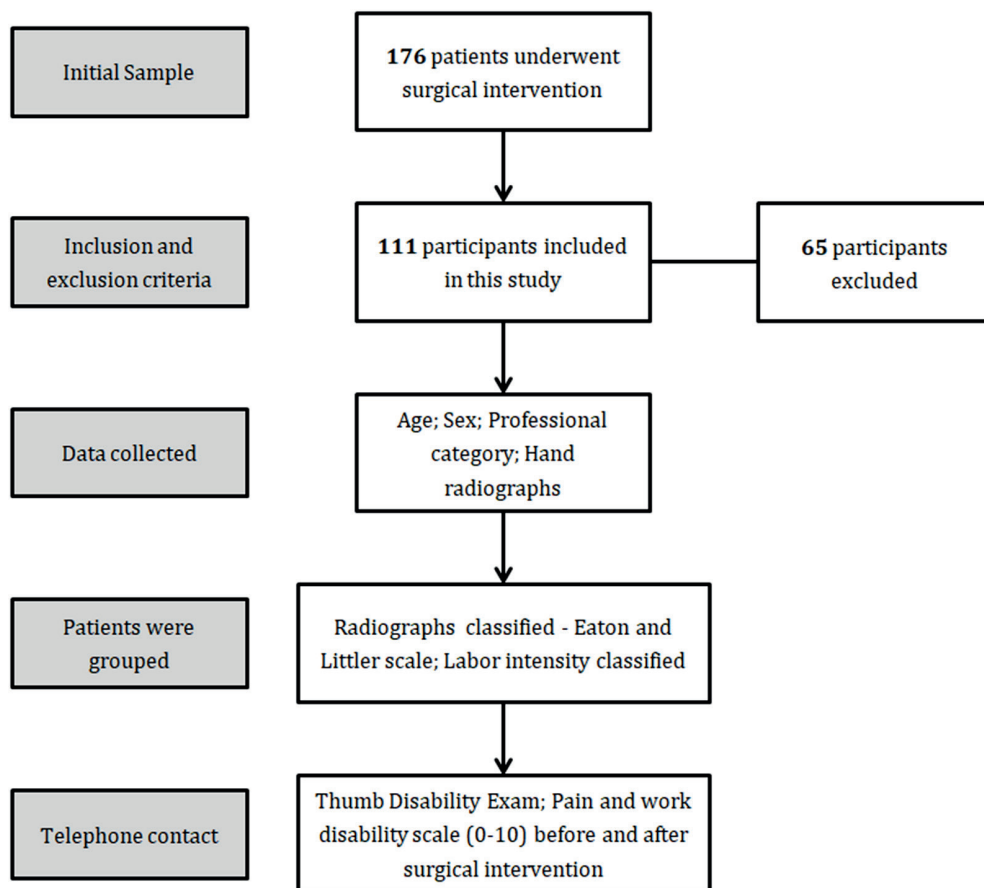 Initial Sample
176 patients underwent
surgical intervention
Inclusion and
exclusion criteria
111 participants included
in this study
65 participants
excluded
Data collected
Age; Sex; Professional
category; Hand
radiographs
Patients were
grouped
Radiographs classified - Eaton and
Littler scale; Labor intensity classified
Telephone contact
Thumb Disability Exam; Pain and work
disability scale (0-10) before and after
surgical intervention